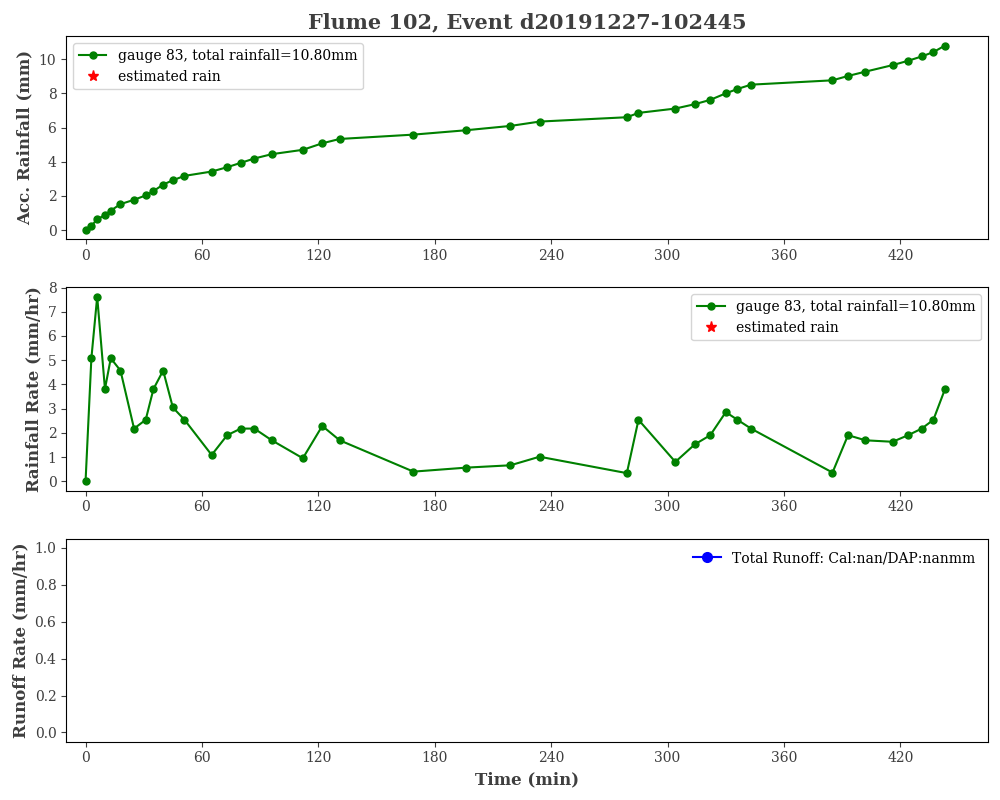 Flume 102, Event d20191227-102445
Acc. Rainfall (mm)
10
8
6
4
2
0
gauge 83, total rainfall=10.80mm
estimated rain
0 60 120 180 240 300 360 420
Rainfall Rate (mm/hr)
8
7
6
5
4
3
2
1
0
gauge 83, total rainfall=10.80mm
estimated rain
0 60 120 180 240 300 360 420
Runoff Rate (mm/hr)
1.0
0.8
0.6
0.4
0.2
0.0
Total Runoff: Cal:nan/DAP:nanmm
0 60 120 180 240 300 360 420
Time (min)